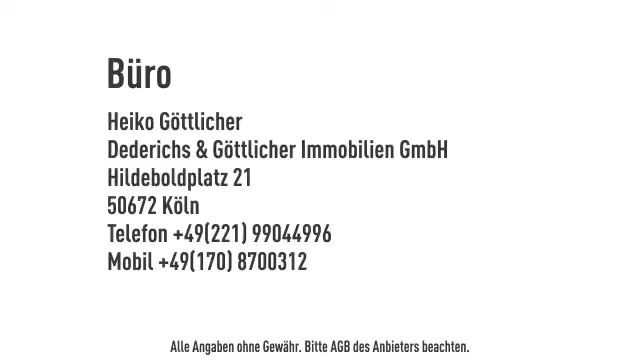 Büro
Heiko Göttlicher
Dederichs & Göttlicher Immobilien GmbH
Hildeboldplatz 21
50672 Köln
Telefon +49(221) 99044996
Mobil +49(170) 8700312
Alle Angaben ohne Gewähr. Bitte AGB des Anbieters beachten.